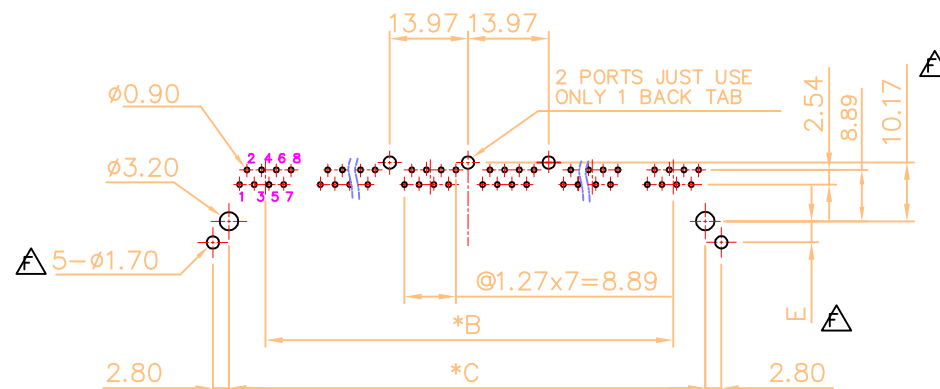 13.97 13.97
2 PORTS JUST USE
ONLY 1 BACK TAB
F
2.54
8.89
10.17
ø0.90
2 4 6 8
ø3.20
1 3 5 7
F 5-ø1.70
@1.27x7=8.89
E
F
*B
2.80
*C
2.80